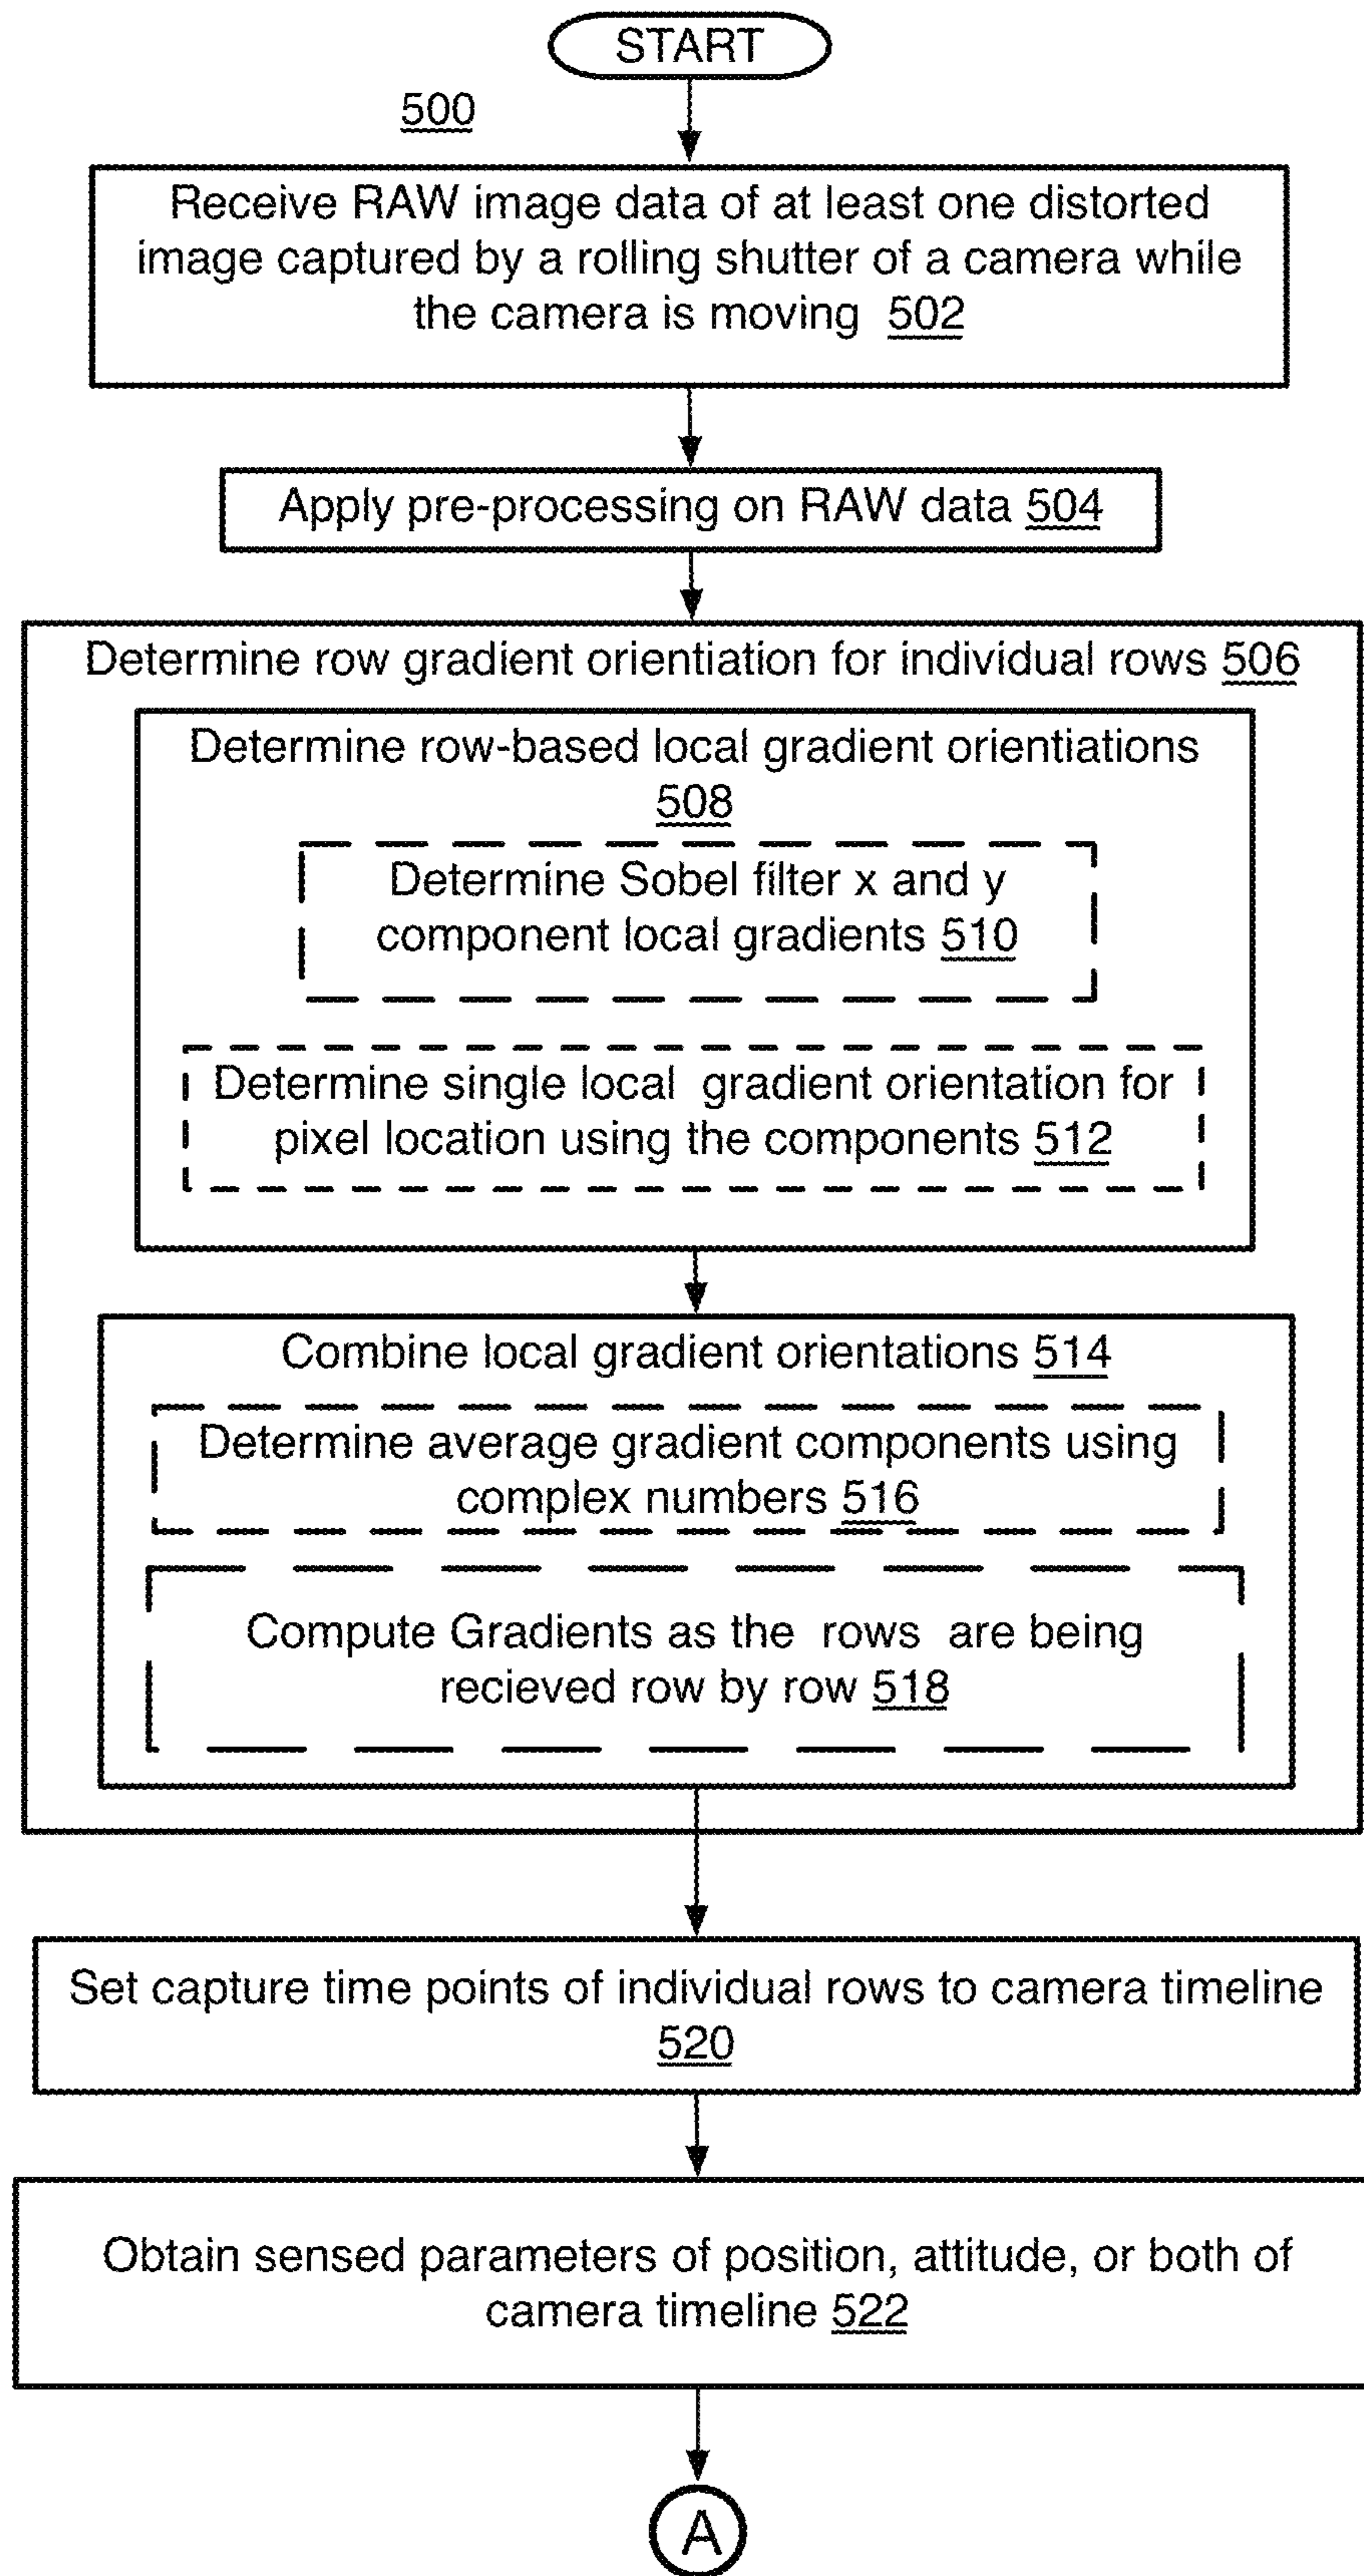 START
500
Receive RAW image data of at least one distorted
image captured by a rolling shutter of a camera while
the camera is moving 502
Apply pre-processing on RAW data 504
Determine row gradient orientiation for individual rows 506
Determine row-based local gradient orientiations
508
Determine Sobel filter x and y
component local gradients 510
Determine single local gradient orientation for
pixel location using the components 512
Combine local gradient orientations 514
Determine average gradient components using
complex numbers 516
Compute Gradients as the rows are being
recieved row by row 518
Set capture time points of individual rows to camera timeline
520
Obtain sensed parameters of position, attitude, or both of
camera timeline 522
A